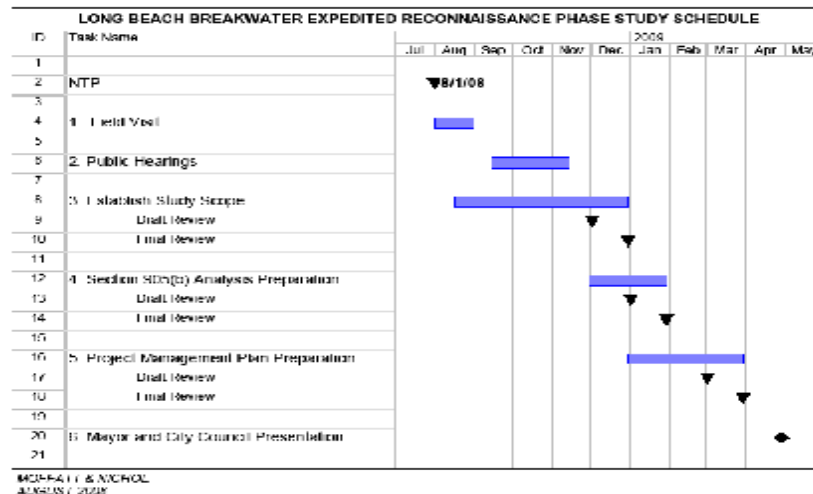 LONG BEACH BREAKWATER EXPEDITED RECONNAISSANCE PHASE STUDY SCHEDULE
ID Task Name 2009
Jul Aug Sep Oct Nov Dec Jan Feb Mar Apr May
1
2 NTP 8/1/08
3
4 1. Field Visit
5
6 2. Public Hearings
7
8 3. Establish Study Scope
9 Draft Review
10 Final Review
11
12 4. Section 905(b) Analysis Preparation
13 Draft Review
14 Final Review
15
16 5. Project Management Plan Preparation
17 Draft Review
18 Final Review
19
20 6. Mayor and City Council Presentation
21
MOFFATT & NICHOL
AUGUST 2008